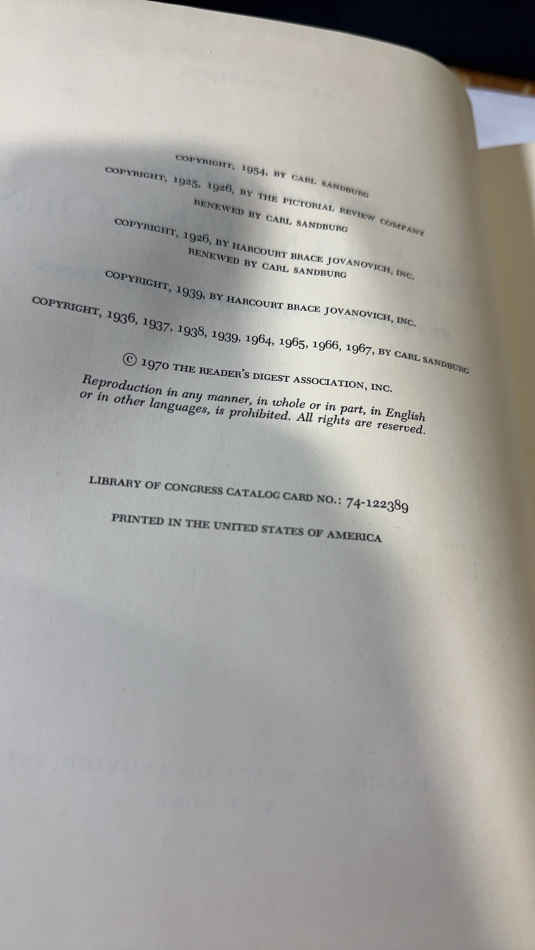 COPYRIGHT, 1954, BY CARL SANDBURG
COPYRIGHT, 1925, 1926, BY THE PICTORIAL REVIEW COMPANY
RENEWED BY CARL SANDBURG
COPYRIGHT, 1926, BY HARCOURT BRACE JOVANOVICH, INC.
RENEWED BY CARL SANDBURG
COPYRIGHT, 1939, BY HARCOURT BRACE JOVANOVICH, INC.
COPYRIGHT, 1936, 1937, 1938, 1939, 1964, 1965, 1966, 1967, BY CARL SANDBURG
© 1970 THE READER'S DIGEST ASSOCIATION, INC.
Reproduction in any manner, in whole or in part, in English
or in other languages, is prohibited. All rights are reserved.
LIBRARY OF CONGRESS CATALOG CARD NO.: 74-122389
PRINTED IN THE UNITED STATES OF AMERICA